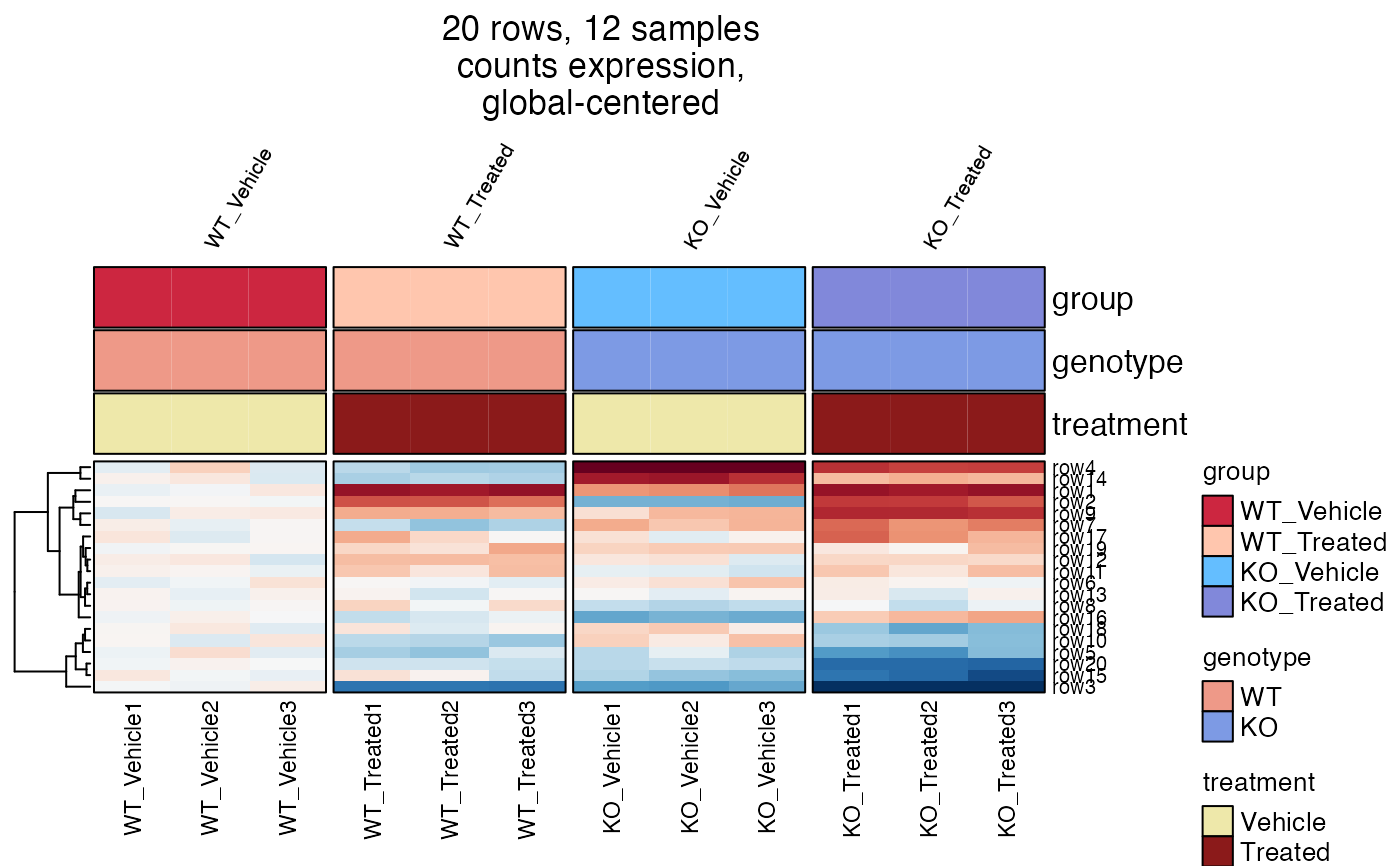 20 rows, 12 samples
counts expression,
global-centered
WT_Vehicle
WT_Treated
KO_Vehicle
KO_Treated
group
genotype
treatment
row4
row14
row1
row2
row9
row7
row17
row19
row12
row11
row6
row13
row8
row16
row18
row10
row5
row20
row15
row3
WT_Vehicle1
WT_Vehicle2
WT_Vehicle3
WT_Treated1
WT_Treated2
WT_Treated3
KO_Vehicle1
KO_Vehicle2
KO_Vehicle3
KO_Treated1
KO_Treated2
KO_Treated3
group
WT_Vehicle
WT_Treated
KO_Vehicle
KO_Treated
genotype
WT
KO
treatment
Vehicle
Treated